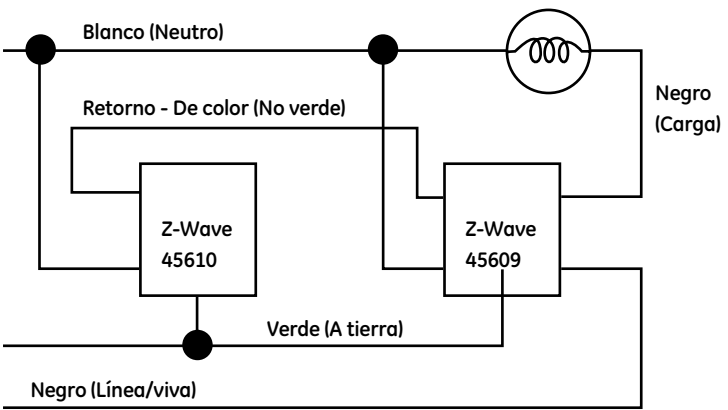 Blanco (Neutro)
Negro
(Carga)
Retorno - De color (No verde)
Z-Wave
45610
Z-Wave
45609
Verde (A tierra)
Negro (Línea/viva)